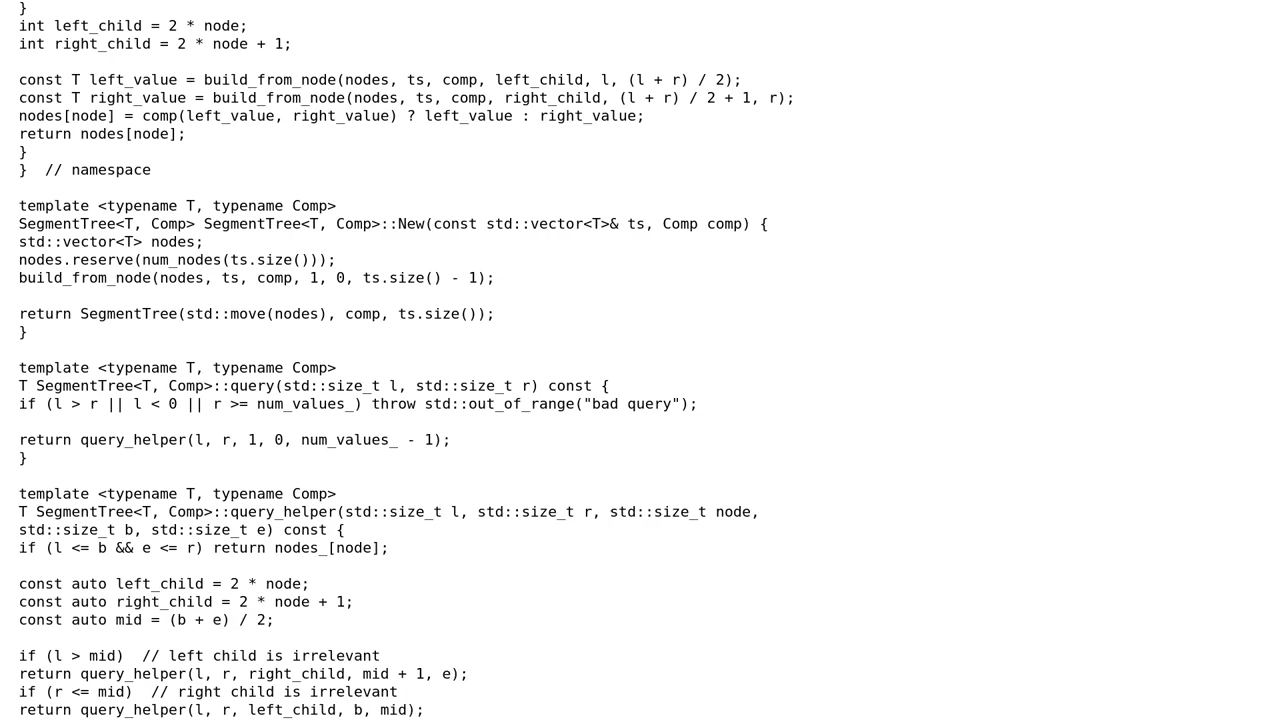 }
int left_child = 2 * node;
int right_child = 2 * node + 1;

const T left_value = build_from_node(nodes, ts, comp, left_child, l, (l + r) / 2);
const T right_value = build_from_node(nodes, ts, comp, right_child, (l + r) / 2 + 1, r);
nodes[node] = comp(left_value, right_value) ? left_value : right_value;
return nodes[node];
}
}  // namespace

template <typename T, typename Comp>
SegmentTree<T, Comp> SegmentTree<T, Comp>::New(const std::vector<T>& ts, Comp comp) {
std::vector<T> nodes;
nodes.reserve(num_nodes(ts.size()));
build_from_node(nodes, ts, comp, 1, 0, ts.size() - 1);

return SegmentTree(std::move(nodes), comp, ts.size());
}

template <typename T, typename Comp>
T SegmentTree<T, Comp>::query(std::size_t l, std::size_t r) const {
if (l > r || l < 0 || r >= num_values_) throw std::out_of_range("bad query");

return query_helper(l, r, 1, 0, num_values_ - 1);
}

template <typename T, typename Comp>
T SegmentTree<T, Comp>::query_helper(std::size_t l, std::size_t r, std::size_t node,
std::size_t b, std::size_t e) const {
if (l <= b && e <= r) return nodes_[node];

const auto left_child = 2 * node;
const auto right_child = 2 * node + 1;
const auto mid = (b + e) / 2;

if (l > mid)  // left child is irrelevant
return query_helper(l, r, right_child, mid + 1, e);
if (r <= mid)  // right child is irrelevant
return query_helper(l, r, left_child, b, mid);